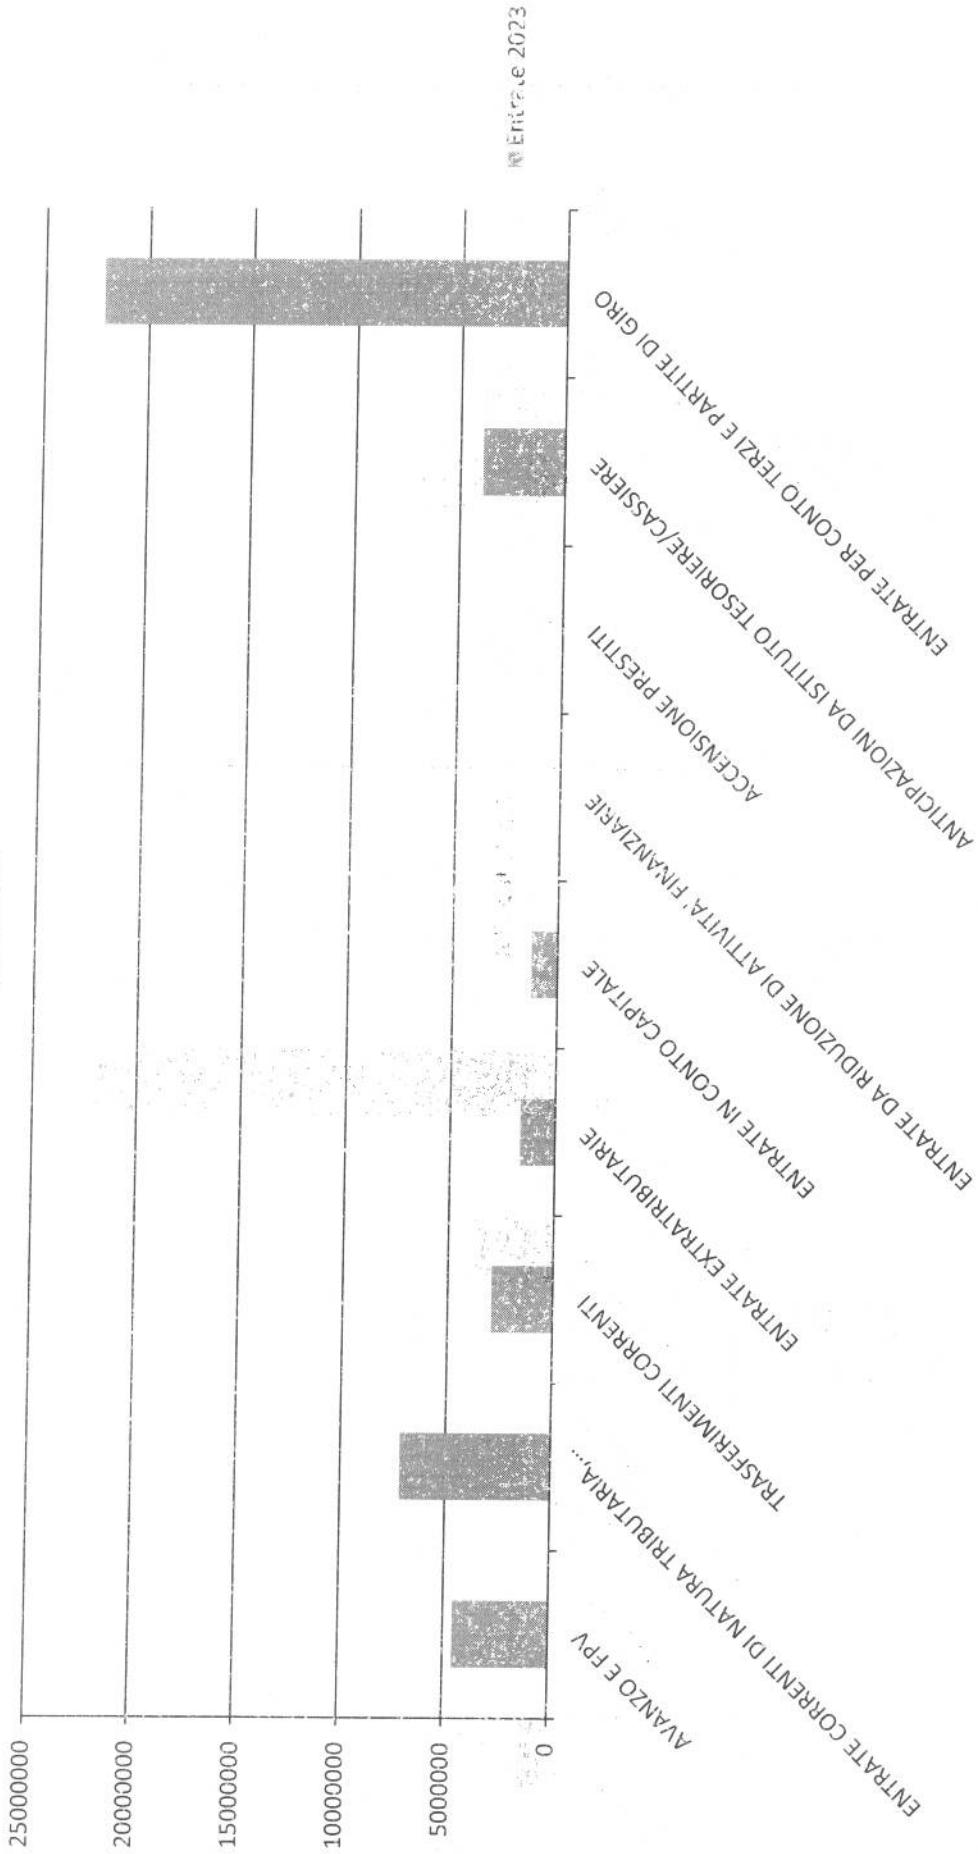 25000000
20000000
15000000
10000000
5000000
0
AVANZO E FPV
ENTRATE CORRENTI DI NATURA TRIBUTARIA,...
TRASFERIMENTI CORRENTI
ENTRATE EXTRATRIBUTARIE
ENTRATE IN CONTO CAPITALE
ENTRATE DA RIDUZIONE DI ATTIVITA' FINANZIARIE
ACCENSIONE PRESTITI
ANTICIPAZIONI DA ISTITUTO TESORIERE/CASSIERE
ENTRATE PER CONTO TERZI E PARTITE DI GIRO
Entrate 2023